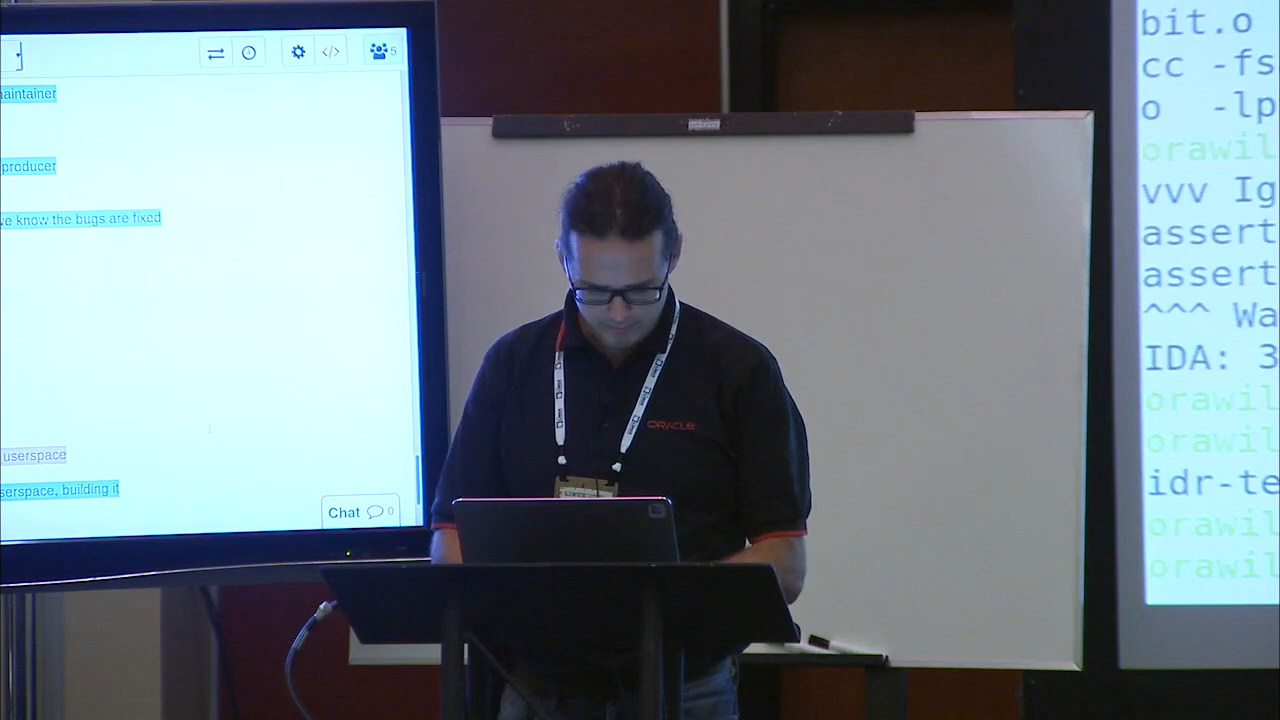 5
aintainer
producer
ve know the bugs are fixed
userspace
serspace, building it
Chat 0
ORACLE
bit.o
cc -fs
o -lp
orawil
vvv Ig
assert
assert
^^^ Wa
IDA: 3
orawil
orawil
idr-te
orawil
orawil